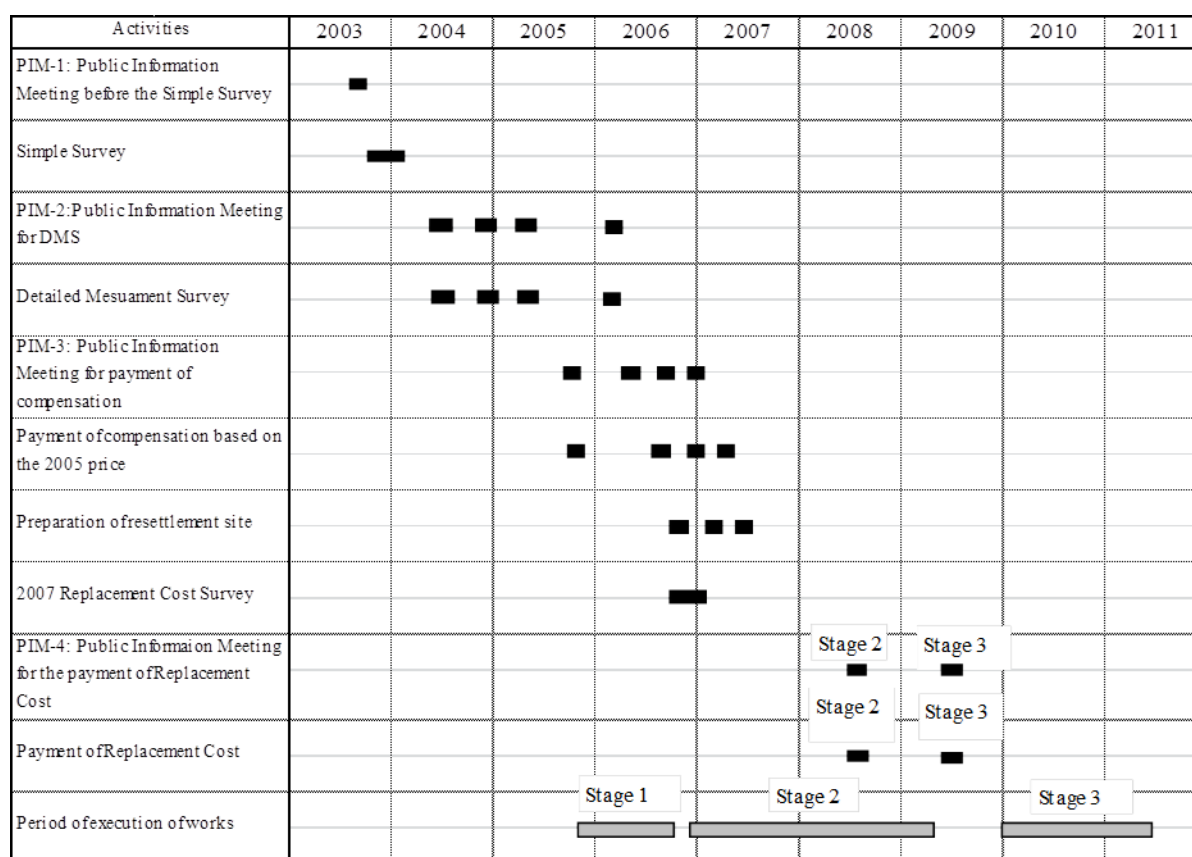 Activities 2003 2004 2005 2006 2007 2008 2009 2010 2011
PIM-1: Public Information
Meeting before the Simple Survey
Simple Survey
PIM-2:Public Information Meeting
for DMS
Detailed Mesuament Survey
PIM-3: Public Information
Meeting for payment of
compensation
Payment of compensation based on
the 2005 price
Preparation of resettlement site
2007 Replacement Cost Survey
PIM-4: Public Informaion Meeting
for the payment of Replacement
Cost
Stage 2 Stage 3
Payment of Replacement Cost
Stage 2 Stage 3
Period of execution of works
Stage 1 Stage 2 Stage 3